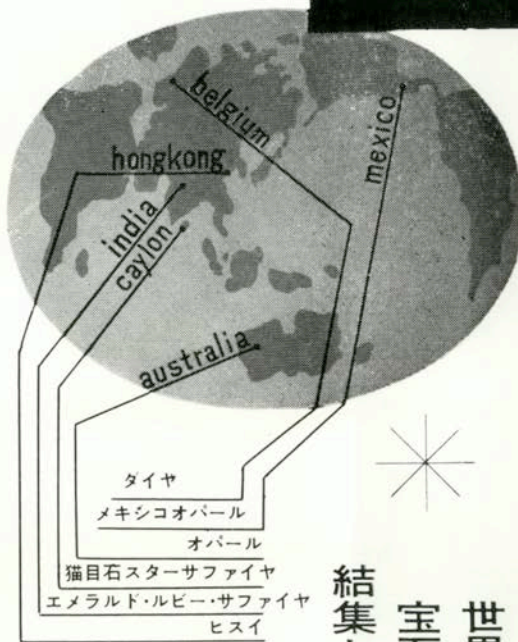 belgium
mexico
hongkong
india
caylon
australia
ダイヤ
メキシコオパール
オパール
猫目石スターサファイヤ
エメラルド・ルビー・サファイヤ
ヒスイ
結集